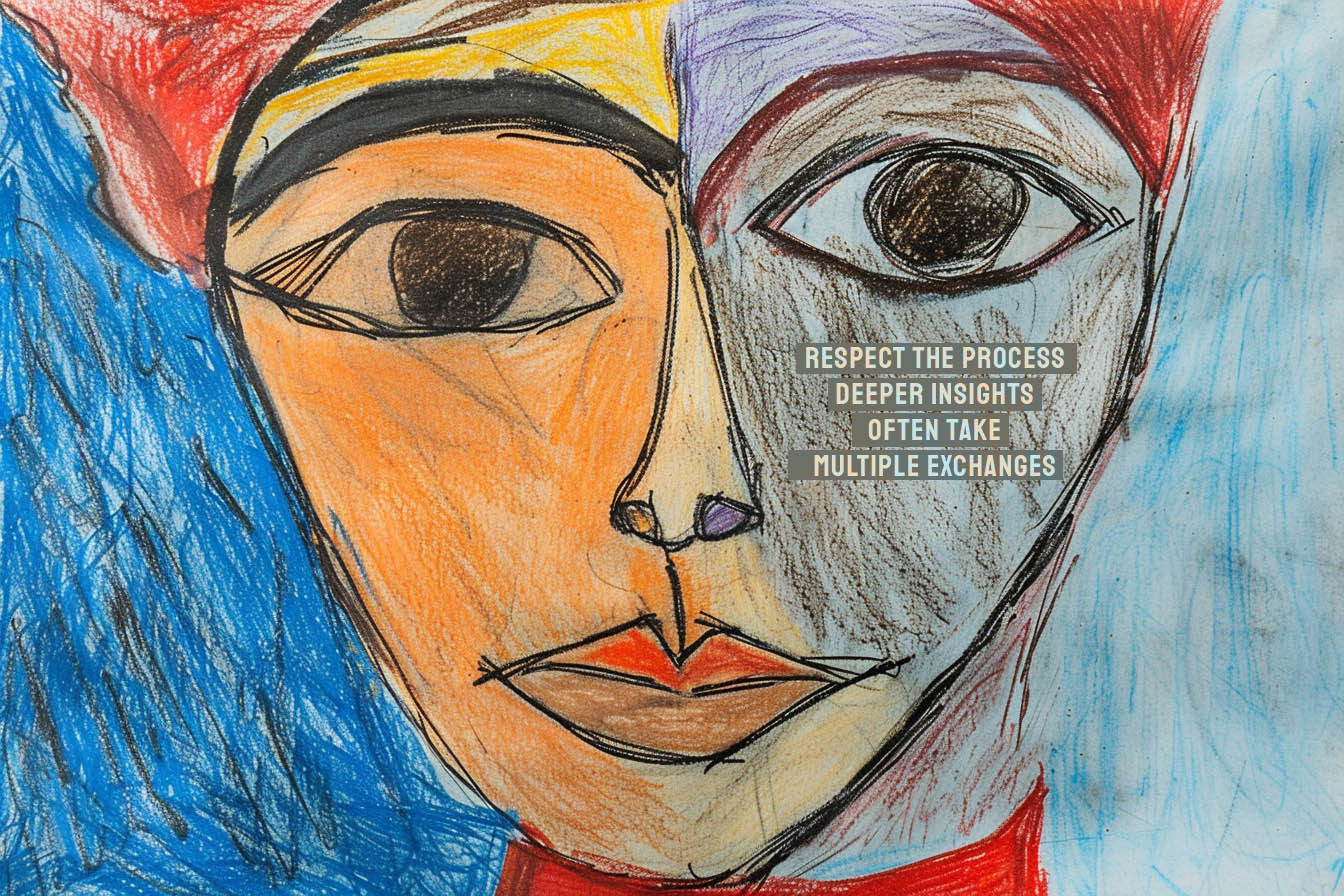 RESPECT THE PROCESS
DEEPER INSIGHTS
OFTEN TAKE
MULTIPLE EXCHANGES